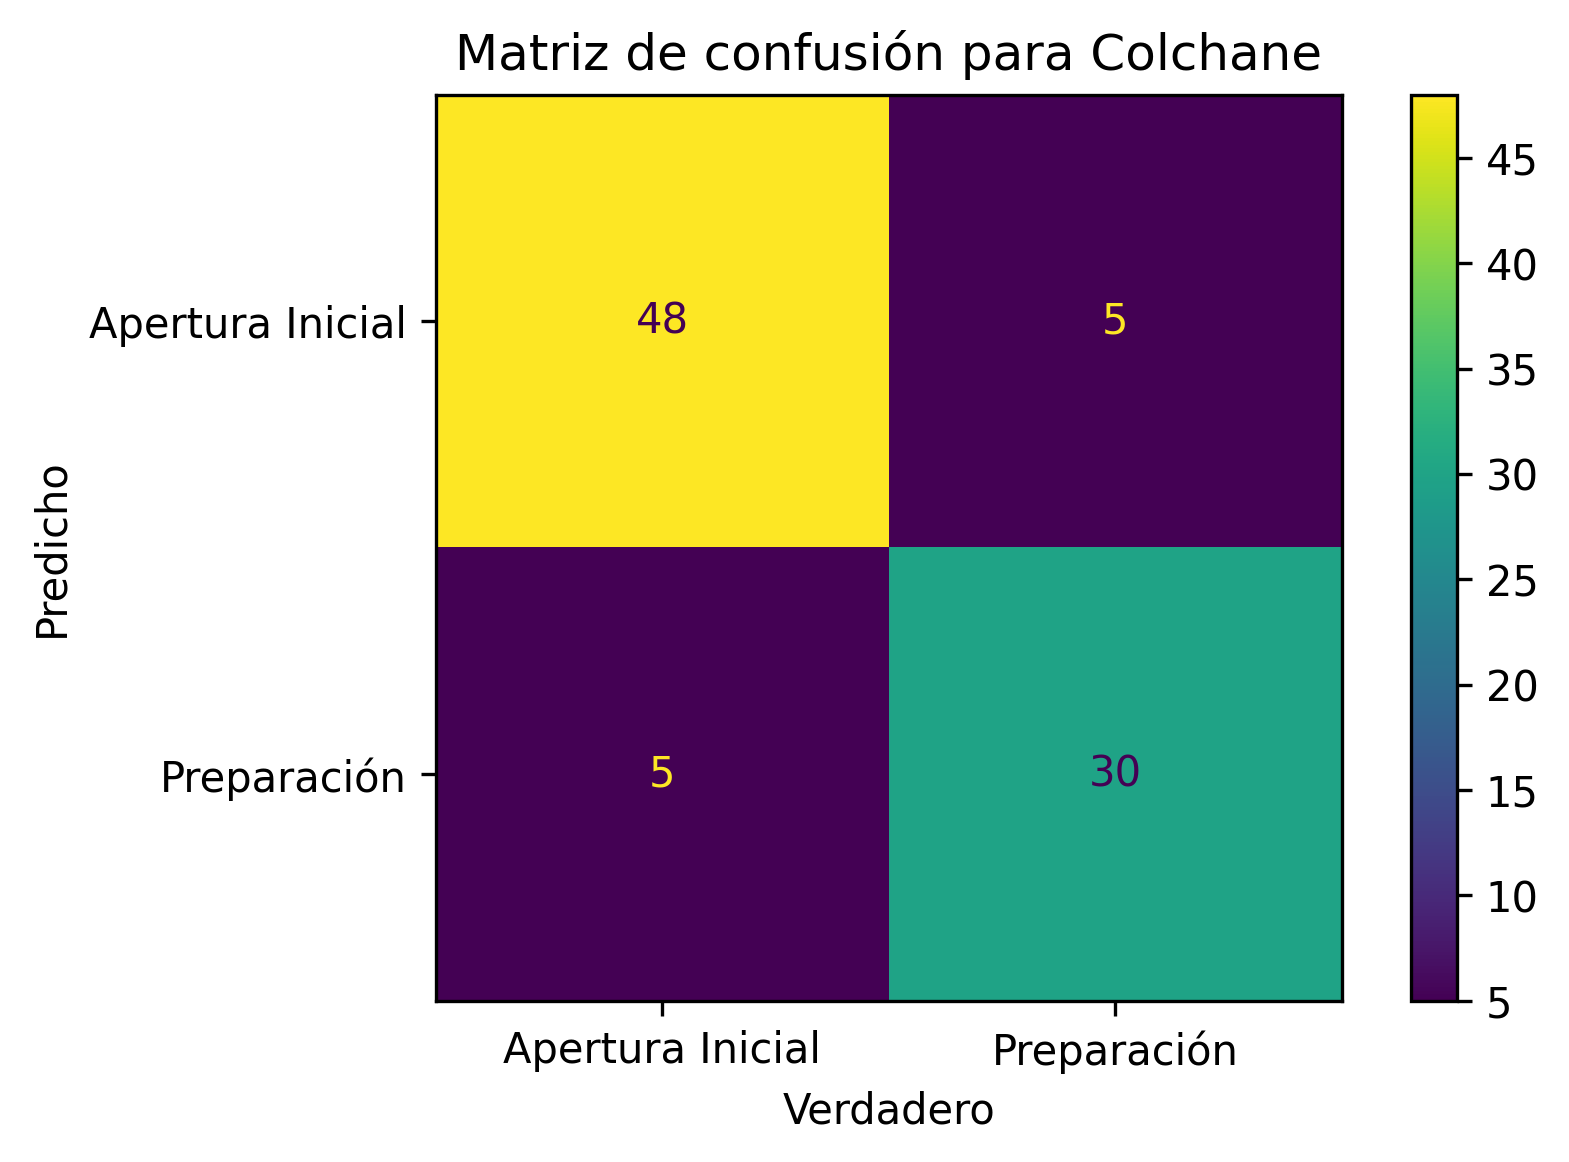 Matriz de confusión para Colchane
Predicho
Apertura Inicial
48
5
Preparación
5
30
Apertura Inicial
Preparación
Verdadero
45
40
35
30
25
20
15
10
5